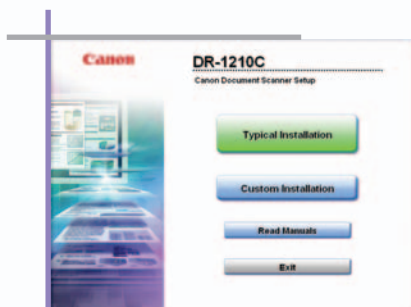 Canon
DR-1210C
Canon Document Scanner Setup
Typical Installation
Custom Installation
Read Manuals
Exit